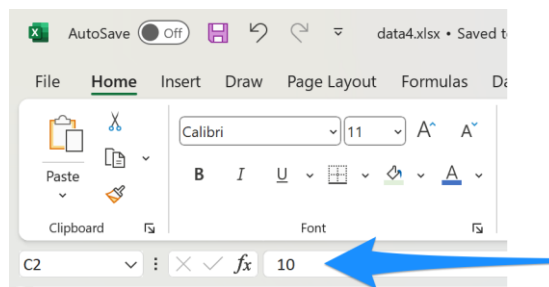 AutoSave Off data4.xlsx • Saved
File Home Insert Draw Page Layout Formulas
Calibri 11 A A
Paste B I U A
Clipboard Font
C2 fx 10